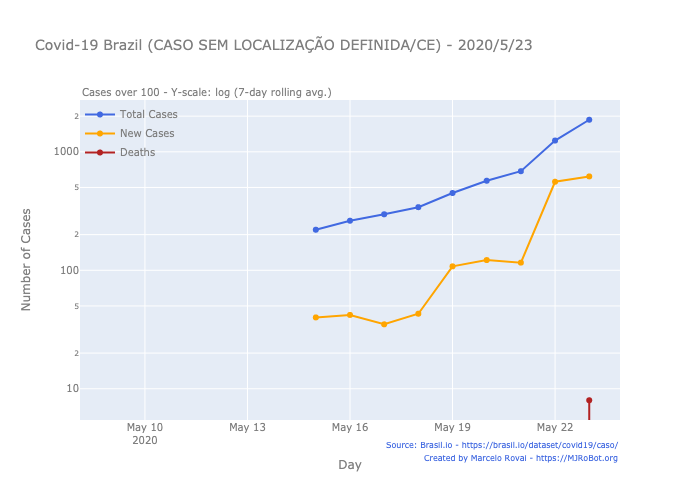 Covid-19 Brazil (CASO SEM LOCALIZAÇÃO DEFINIDA/CE) - 2020/5/23
Cases over 100 - Y-scale: log (7-day rolling avg.)
Total Cases
New Cases
Deaths
2
1000
5
2
100
5
2
10
Number of Cases
May 10
2020
May 13
May 16
May 19
May 22
Day
Source: Brasil.io - https://brasil.io/dataset/covid19/caso/
Created by Marcelo Rovai - https://MJRoBot.org